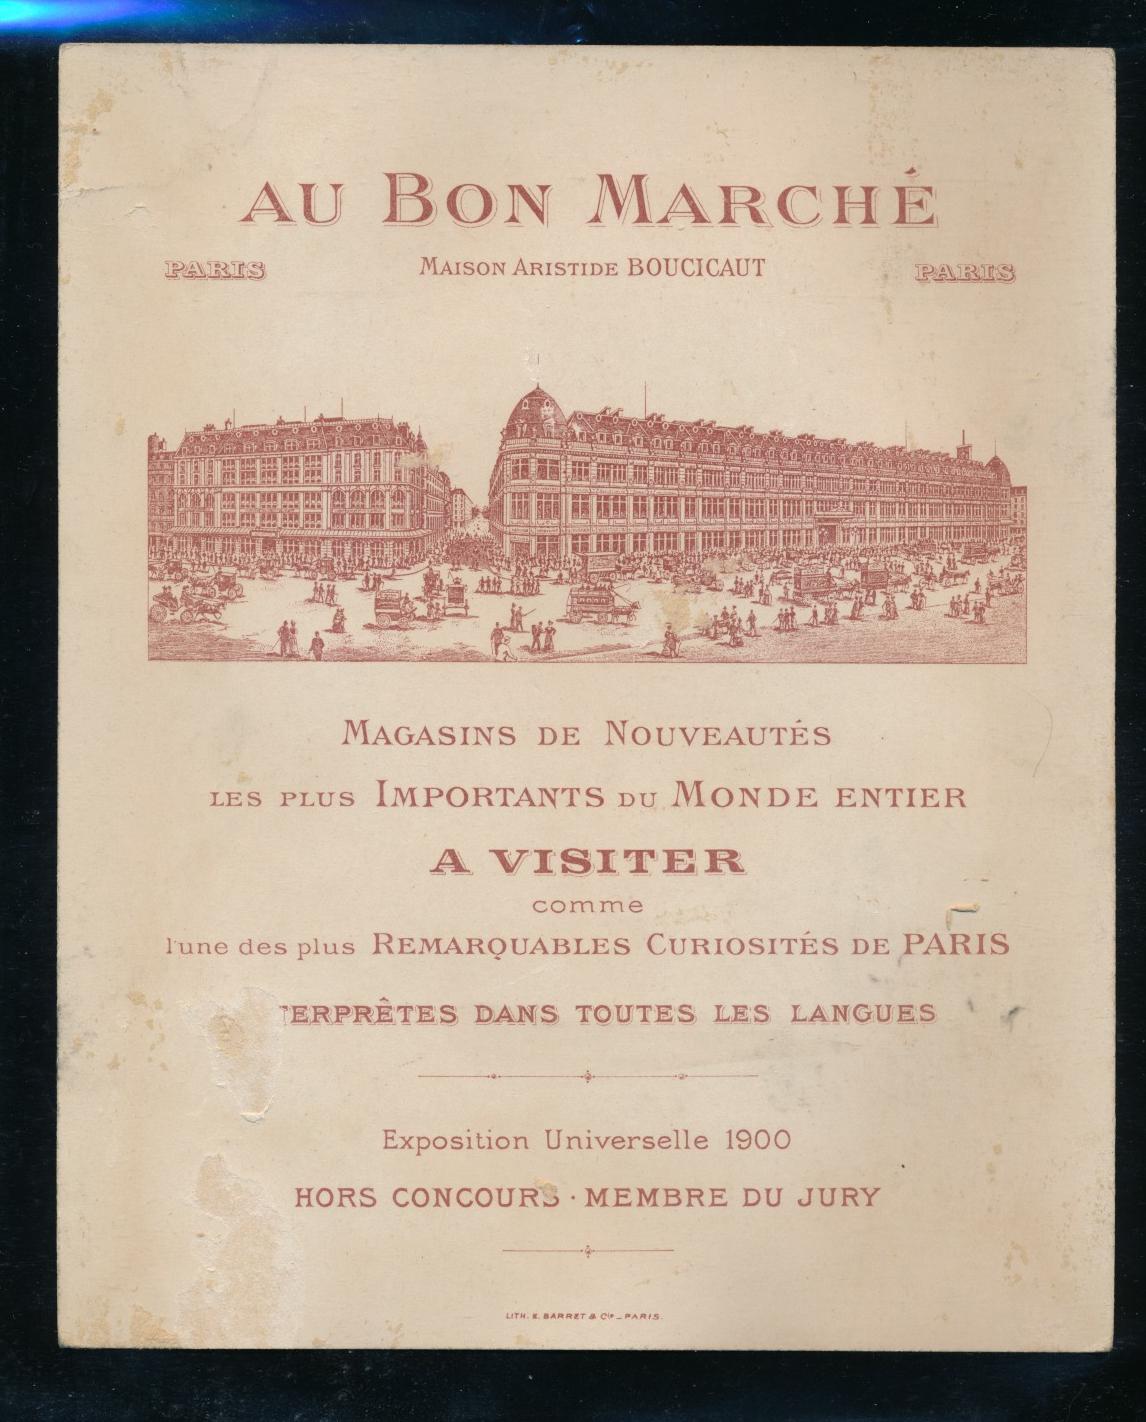 AU BON MARCHÉ
PARIS MAISON ARISTIDE BOUCICAUT PARIS
MAGASINS DE NOUVEAUTÉS
LES PLUS IMPORTANTS DU MONDE ENTIER
A VISITER
comme
l'une des plus REMARQUABLES CURIOSITÉS DE PARIS
TERPRÊTES DANS TOUTES LES LANGUES
Exposition Universelle 1900
HORS CONCOURS · MEMBRE DU JURY
LITH. E. BARRET & Cie _ PARIS.